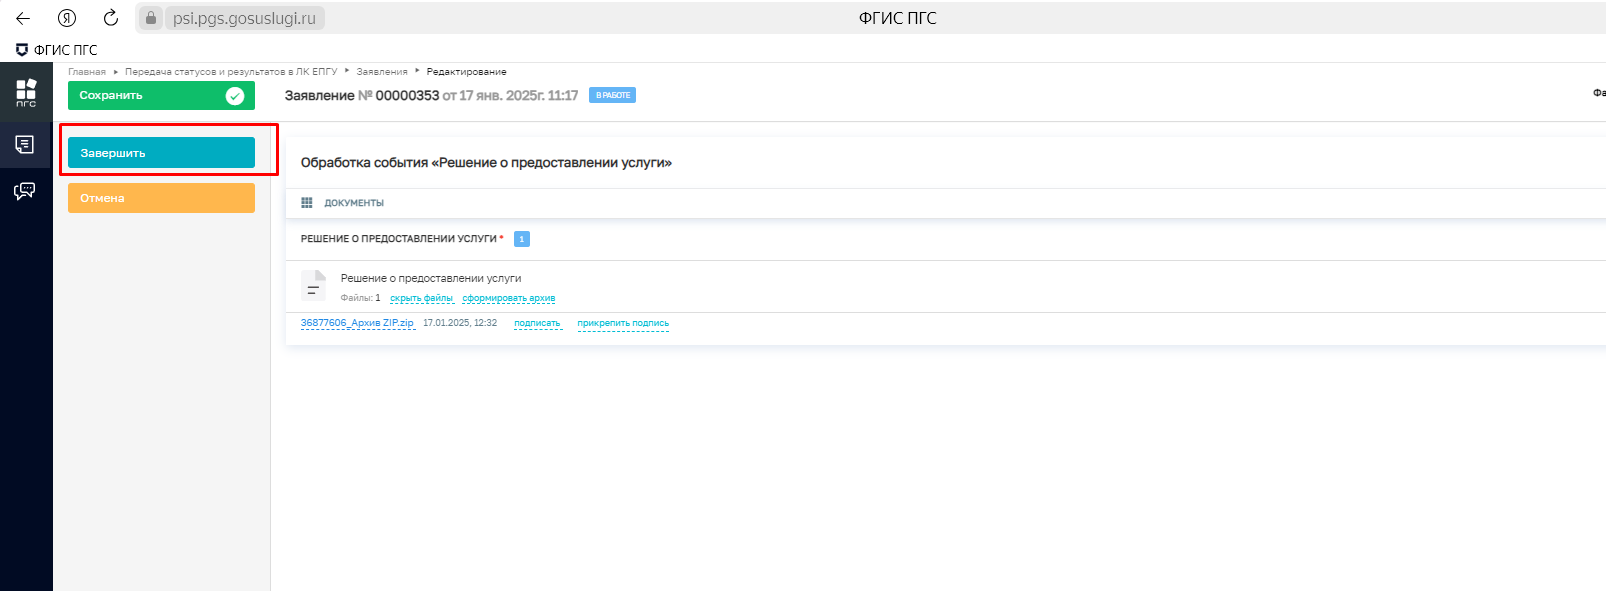 psi.pgs.gosuslugi.ru
ФГИС ПГС
ФГИС ПГС
Главная ▸ Передача статусов и результатов в ЛК ЕПГУ ▸ Заявления ▸ Редактирование
ПГС
Сохранить
Заявление № 00000353 от 17 янв. 2025г. 11:17 В РАБОТЕ
Фа
Завершить
Обработка события «Решение о предоставлении услуги»
Отмена
ДОКУМЕНТЫ
РЕШЕНИЕ О ПРЕДОСТАВЛЕНИИ УСЛУГИ * 1
Решение о предоставлении услуги
Файлы: 1 скрыть файлы сформировать архив
36877606_Архив ZIP.zip 17.01.2025, 12:32 подписать прикрепить подпись